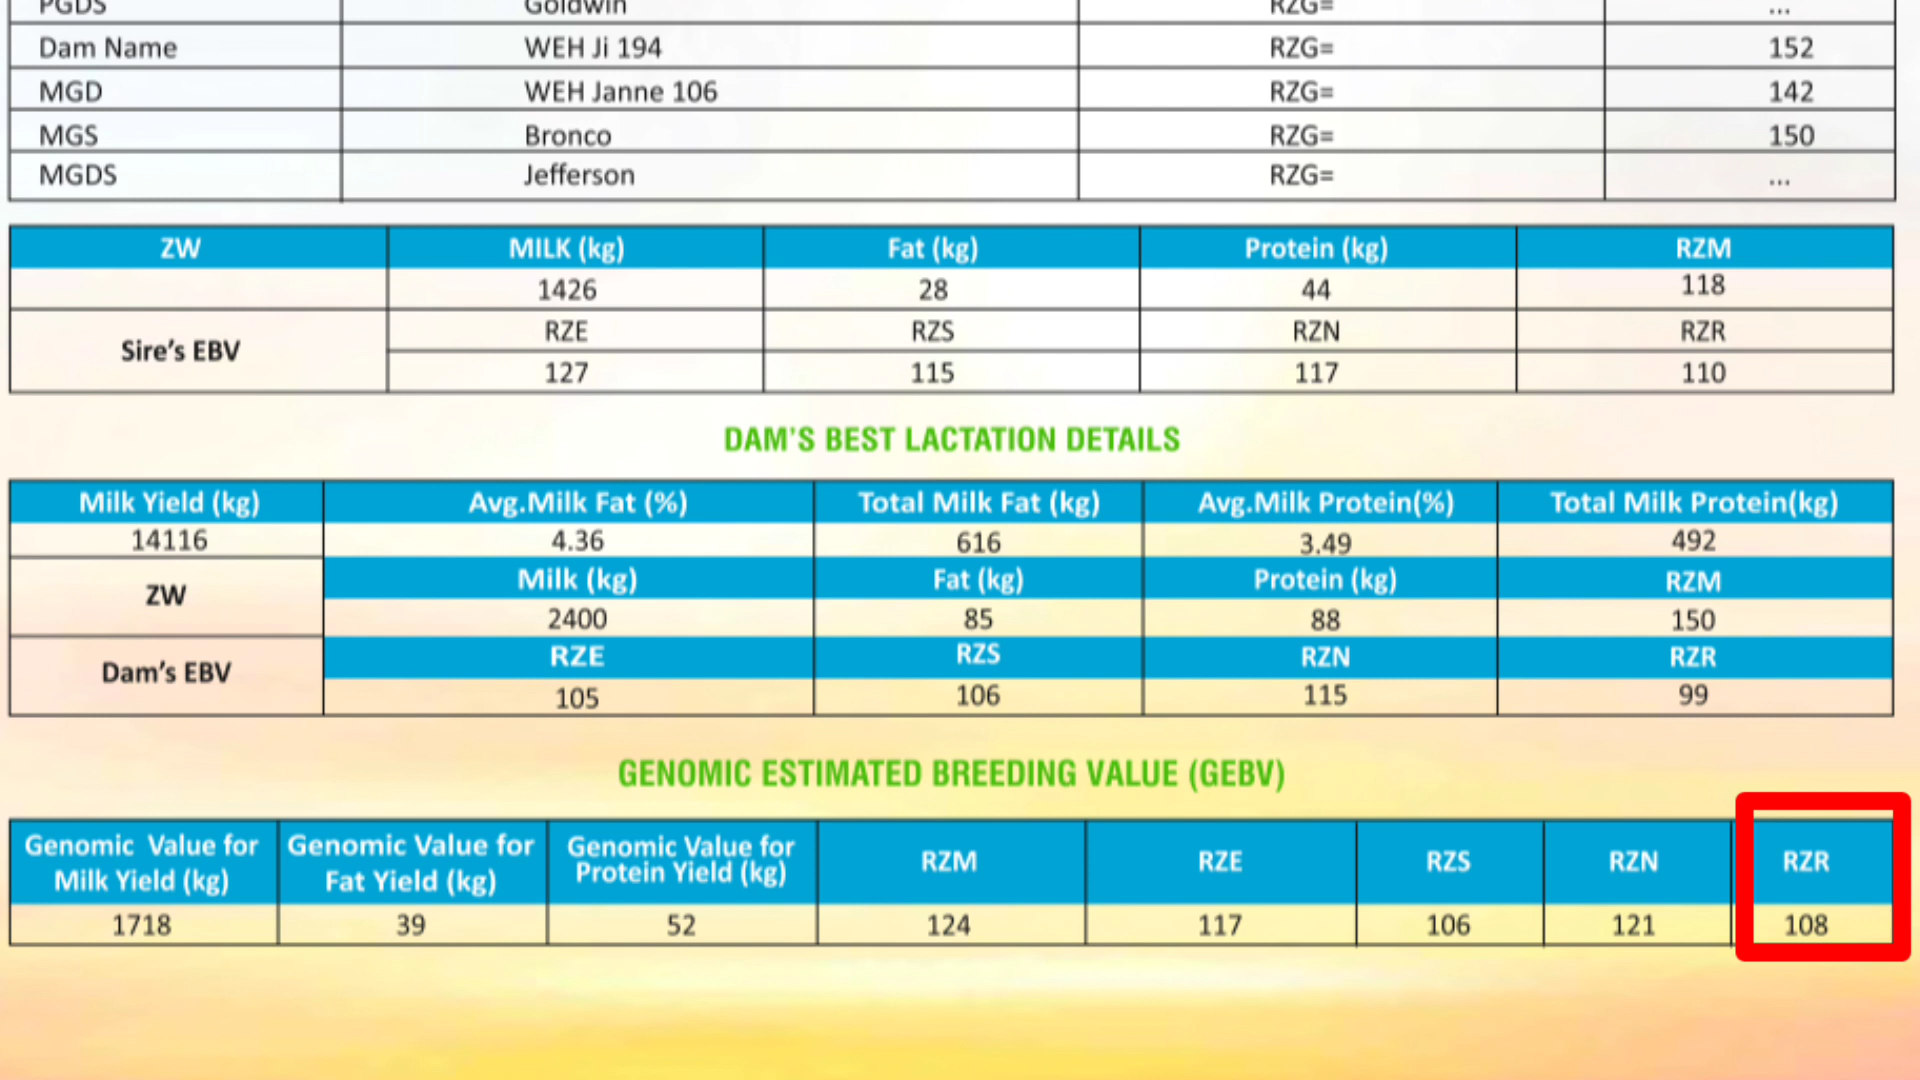 PGDS Goldwin RZG= ...
Dam Name WEH Ji 194 RZG= 152
MGD WEH Janne 106 RZG= 142
MGS Bronco RZG= 150
MGDS Jefferson RZG= ...
ZW MILK (kg) Fat (kg) Protein (kg) RZM
1426 28 44 118
Sire's EBV RZE RZS RZN RZR
127 115 117 110
DAM'S BEST LACTATION DETAILS
Milk Yield (kg) Avg.Milk Fat (%) Total Milk Fat (kg) Avg.Milk Protein(%) Total Milk Protein(kg)
14116 4.36 616 3.49 492
ZW Milk (kg) Fat (kg) Protein (kg) RZM
2400 85 88 150
Dam's EBV RZE RZS RZN RZR
105 106 115 99
GENOMIC ESTIMATED BREEDING VALUE (GEBV)
Genomic Value for Milk Yield (kg) Genomic Value for Fat Yield (kg) Genomic Value for Protein Yield (kg) RZM RZE RZS RZN RZR
1718 39 52 124 117 106 121 108